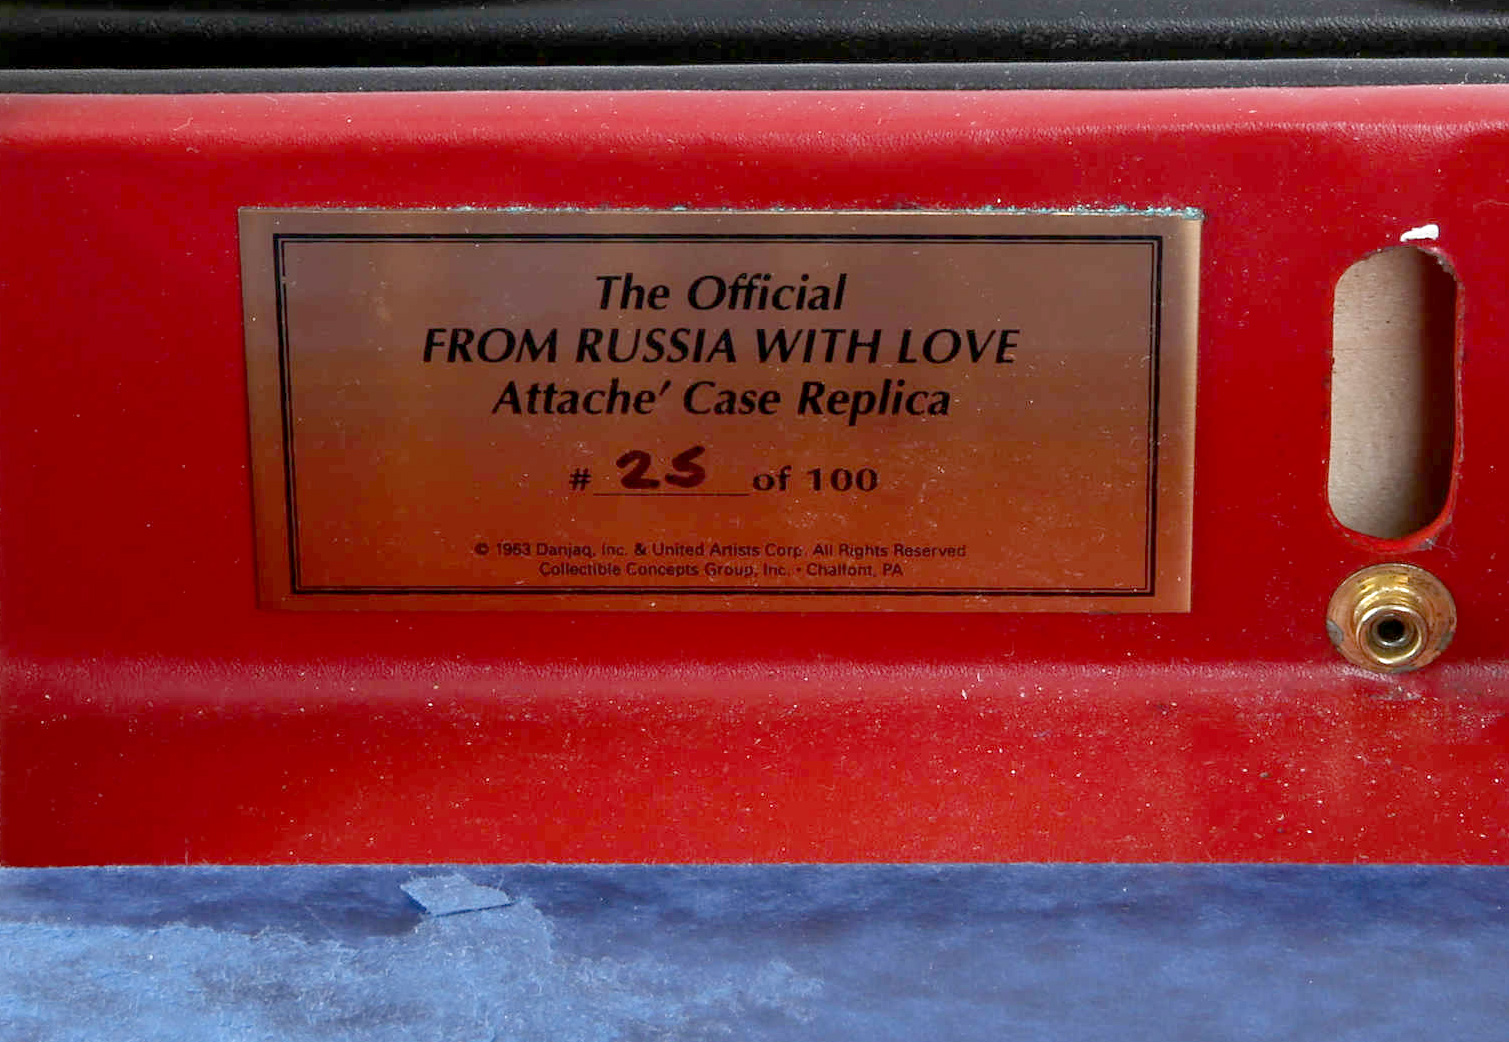 The Official
FROM RUSSIA WITH LOVE
Attache' Case Replica
# 25 of 100
© 1963 Danjaq, Inc. & United Artists Corp. All Rights Reserved
Collectible Concepts Group, Inc. • Chalfont, PA